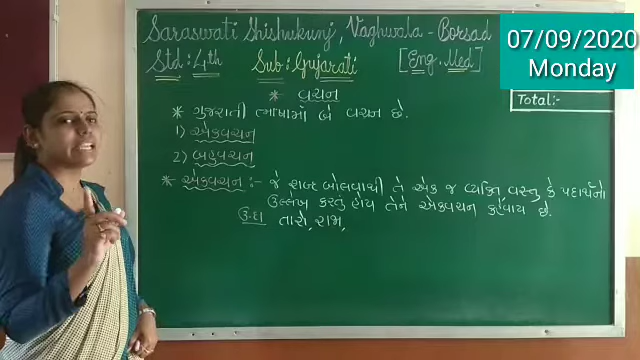 Saraswati Shishukunj, Vaghwala - Borsad
Std : 4th Sub : Gujarati [Eng. Med]
07/09/2020
Monday
Total:-
* વચન
* ગુજરાતી ભાષામાં બે વચન છે.
1) એકવચન
2) બહુવચન
* એકવચન :- જે શબ્દ બોલવાથી તે એક જ વ્યક્તિ વસ્તુ કે પદાર્થનો
ઉલ્લેખ કરતું હોય તેને એકવચન કહેવાય છે.
ઉ.દા તારો, રામ,